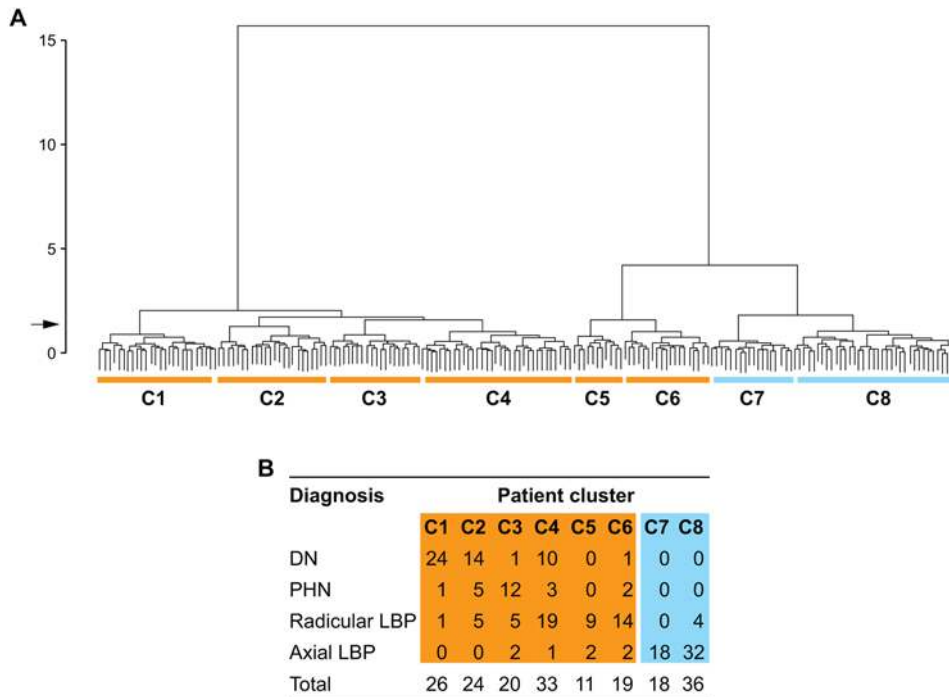 A
15
10
5
0
C1 C2 C3 C4 C5 C6 C7 C8
B
Diagnosis Patient cluster
C1 C2 C3 C4 C5 C6 C7 C8
DN 24 14 1 10 0 1 0 0
PHN 1 5 12 3 0 2 0 0
Radicular LBP 1 5 5 19 9 14 0 4
Axial LBP 0 0 2 1 2 2 18 32
Total 26 24 20 33 11 19 18 36